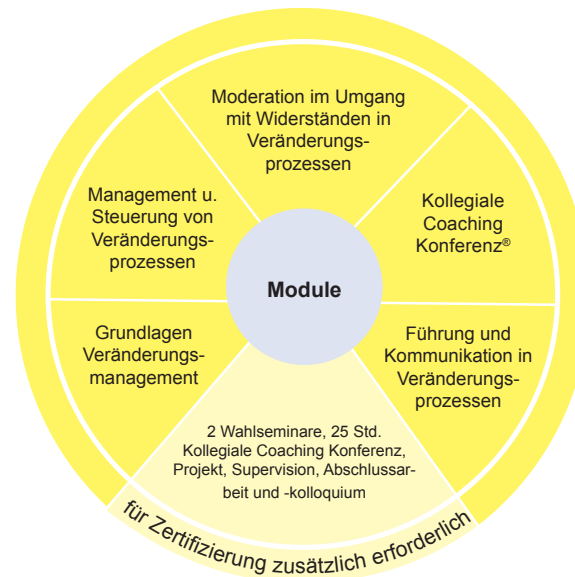 Moderation im Umgang
mit Widerständen in
Veränderungs-
prozessen
Management u.
Steuerung von
Veränderungs-
prozessen
Kollegiale
Coaching
Konferenz®
Module
Grundlagen
Veränderungs-
management
Führung und
Kommunikation in
Veränderungs-
prozessen
2 Wahlseminare, 25 Std.
Kollegiale Coaching Konferenz,
Projekt, Supervision, Abschlussar-
beit und -kolloquium
für Zertifizierung zusätzlich erforderlich